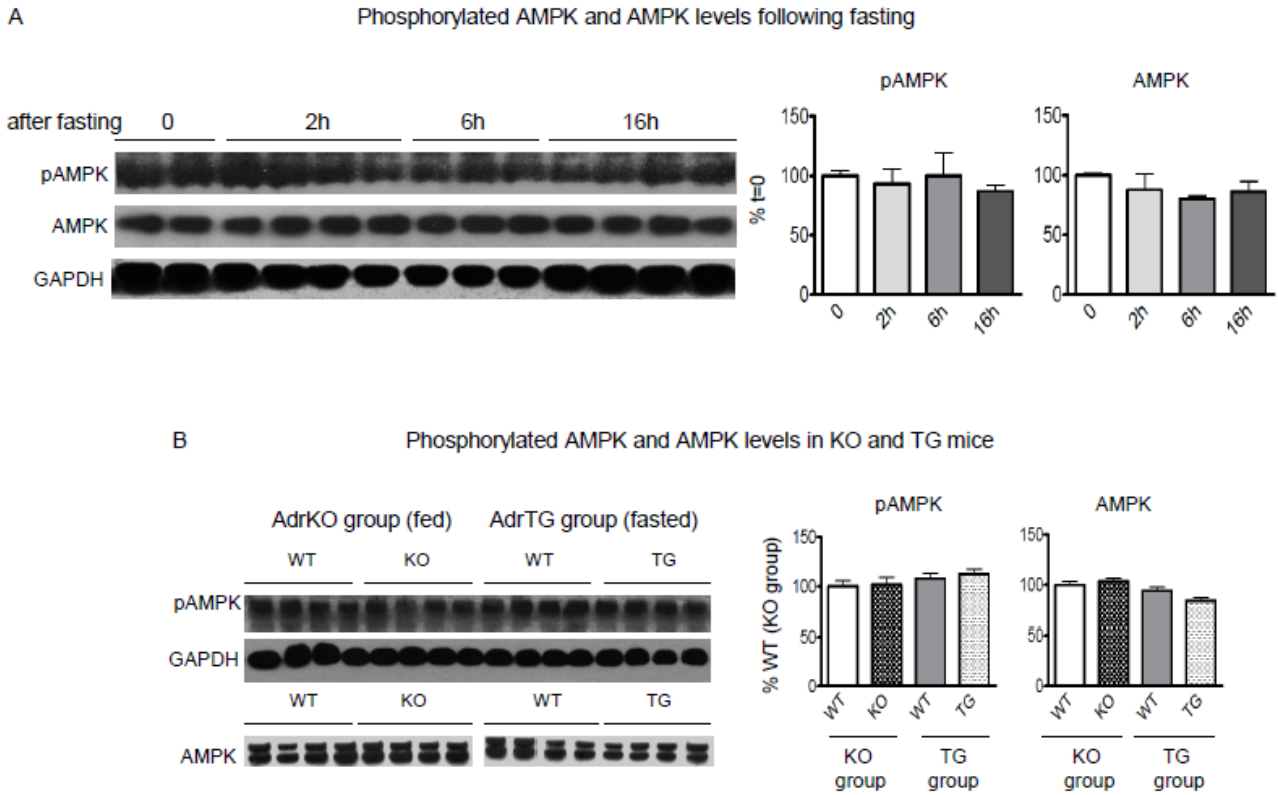 A
Phosphorylated AMPK and AMPK levels following fasting
after fasting 0 2h 6h 16h
pAMPK
AMPK
GAPDH
pAMPK
150
100
50
0
% t=0
0 2h 6h 16h
AMPK
150
100
50
0
0 2h 6h 16h
B
Phosphorylated AMPK and AMPK levels in KO and TG mice
AdrKO group (fed) AdrTG group (fasted)
WT KO WT TG
pAMPK
GAPDH
WT KO WT TG
AMPK
pAMPK
150
100
50
0
% WT (KO group)
WT KO WT TG
KO group
TG group
AMPK
150
100
50
0
WT KO WT TG
KO group
TG group